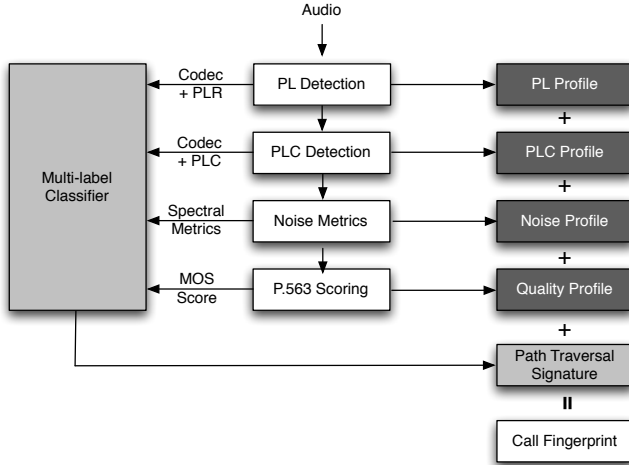 Audio
Codec
+ PLR
PL Detection
PL Profile
+
Codec
+ PLC
PLC Detection
PLC Profile
+
Multi-label
Classifier
Spectral
Metrics
Noise Metrics
Noise Profile
+
MOS
Score
P.563 Scoring
Quality Profile
+
Path Traversal
Signature
=
Call Fingerprint